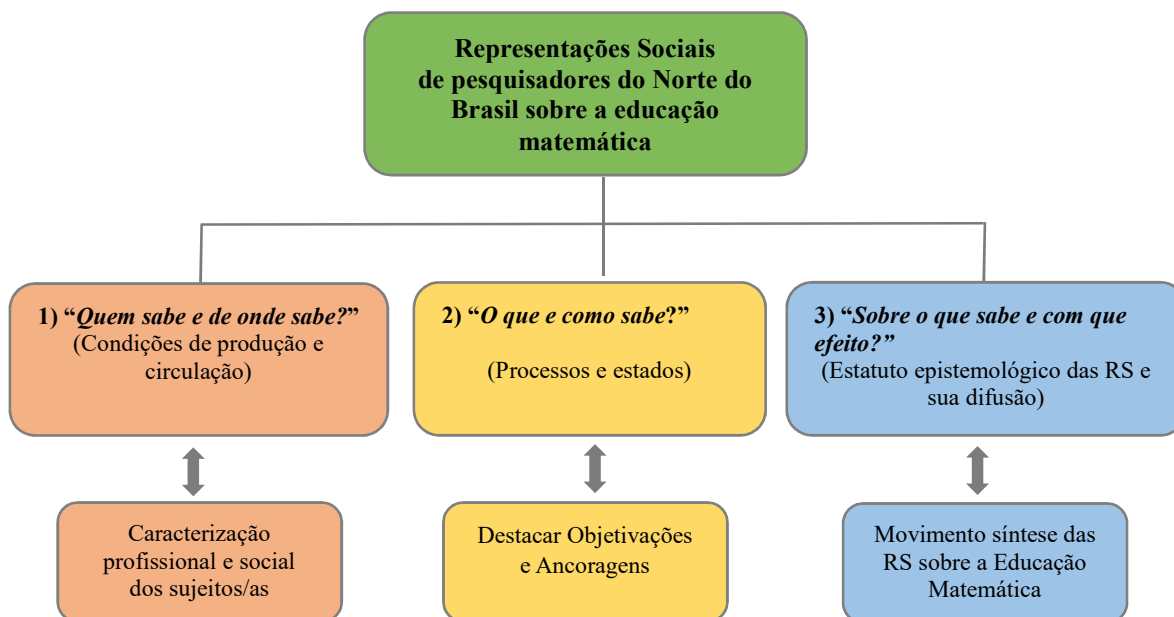 Representações Sociais
de pesquisadores do Norte do
Brasil sobre a educação
matemática
1) “Quem sabe e de onde sabe?”
(Condições de produção e
circulação)
2) “O que e como sabe?”
(Processos e estados)
3) “Sobre o que sabe e com que
efeito?”
(Estatuto epistemológico das RS e
sua difusão)
Caracterização
profissional e social
dos sujeitos/as
Destacar Objetivações
e Ancoragens
Movimento síntese das
RS sobre a Educação
Matemática